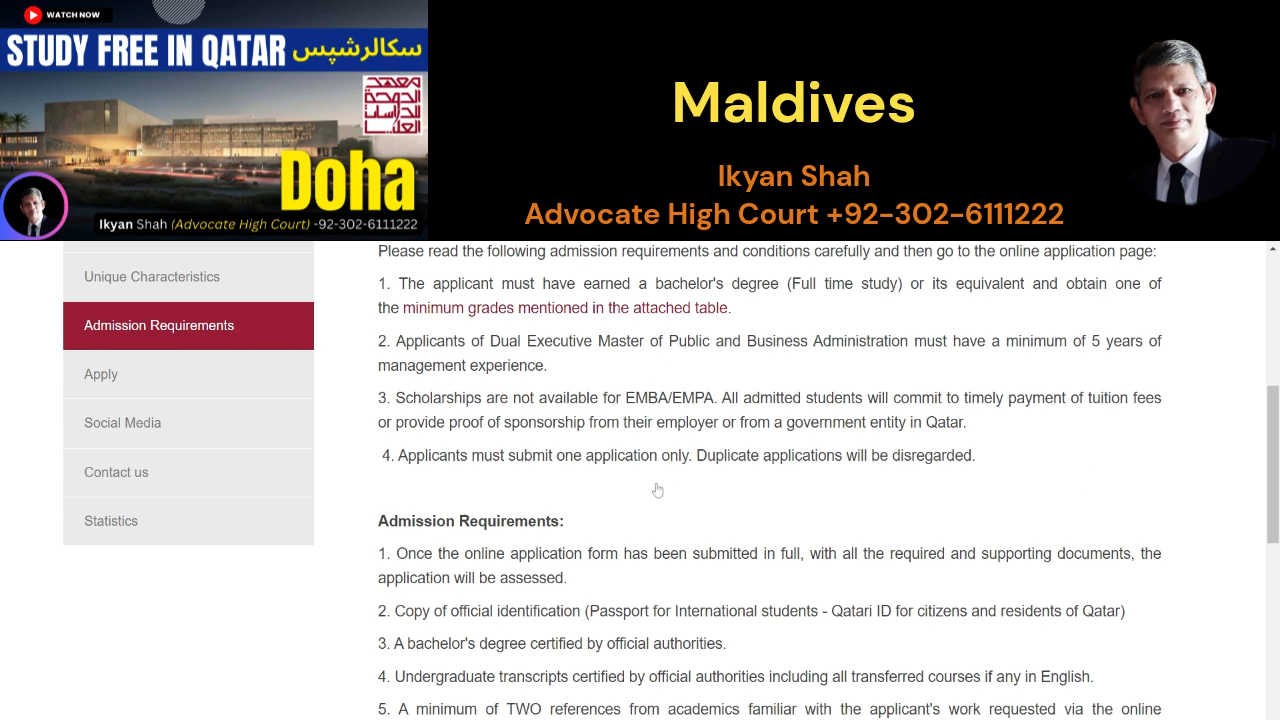 WATCH NOW
STUDY FREE IN QATAR سکالرشپس
معهد
الدوحة
للدراسات
العليا
Doha
Ikyan Shah (Advocate High Court) -92-302-6111222
Maldives
Ikyan Shah
Advocate High Court +92-302-6111222
Unique Characteristics
Admission Requirements
Apply
Social Media
Contact us
Statistics
Please read the following admission requirements and conditions carefully and then go to the online application page:
1. The applicant must have earned a bachelor's degree (Full time study) or its equivalent and obtain one of
the minimum grades mentioned in the attached table.
2. Applicants of Dual Executive Master of Public and Business Administration must have a minimum of 5 years of
management experience.
3. Scholarships are not available for EMBA/EMPA. All admitted students will commit to timely payment of tuition fees
or provide proof of sponsorship from their employer or from a government entity in Qatar.
4. Applicants must submit one application only. Duplicate applications will be disregarded.
Admission Requirements:
1. Once the online application form has been submitted in full, with all the required and supporting documents, the
application will be assessed.
2. Copy of official identification (Passport for International students - Qatari ID for citizens and residents of Qatar)
3. A bachelor's degree certified by official authorities.
4. Undergraduate transcripts certified by official authorities including all transferred courses if any in English.
5. A minimum of TWO references from academics familiar with the applicant's work requested via the online